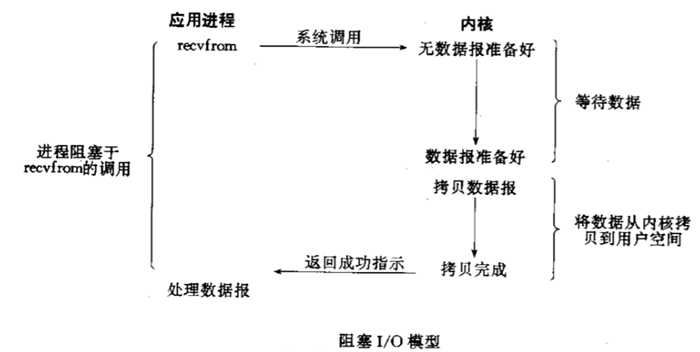 应用进程
内核
recvfrom
系统调用
无数据报准备好
等待数据
进程阻塞于
recvfrom的调用
数据报准备好
拷贝数据报
将数据从内核拷
贝到用户空间
返回成功指示
拷贝完成
处理数据报
阻塞 I/O 模型